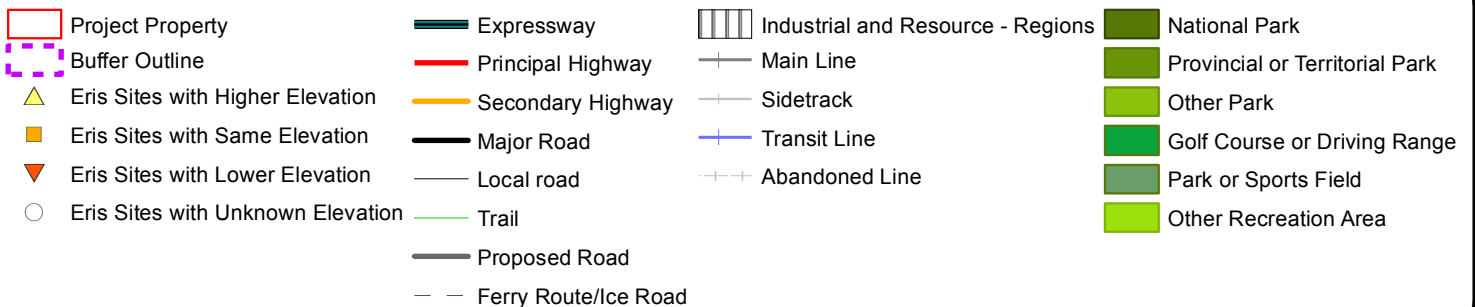 Project Property
Buffer Outline
Eris Sites with Higher Elevation
Eris Sites with Same Elevation
Eris Sites with Lower Elevation
Eris Sites with Unknown Elevation
Expressway
Principal Highway
Secondary Highway
Major Road
Local road
Trail
Proposed Road
Ferry Route/Ice Road
Industrial and Resource - Regions
Main Line
Sidetrack
Transit Line
Abandoned Line
National Park
Provincial or Territorial Park
Other Park
Golf Course or Driving Range
Park or Sports Field
Other Recreation Area